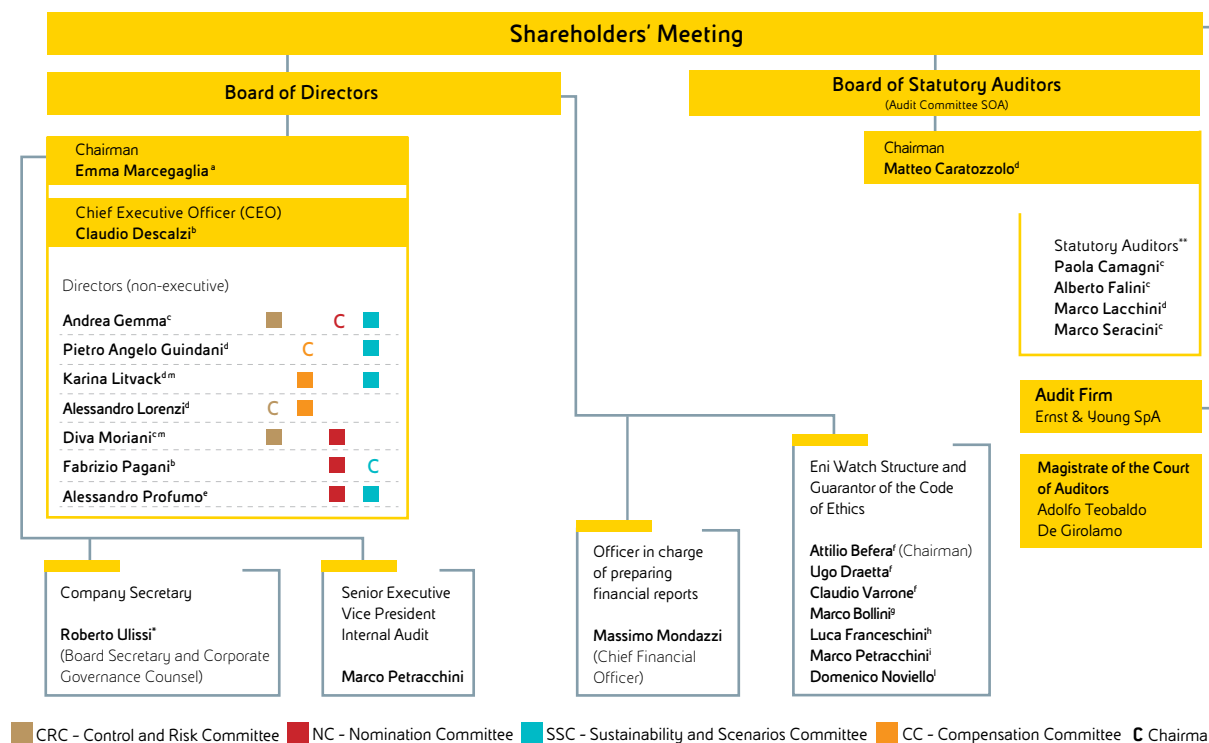 Shareholders' Meeting
Board of Directors
Board of Statutory Auditors
(Audit Committee SOA)
Chairman
Emma Marcegaglia a
Chief Executive Officer (CEO)
Claudio Descalzi b
Directors (non-executive)
Andrea Gemma c C
Pietro Angelo Guindani d C
Karina Litvack d m
Alessandro Lorenzi d C
Diva Moriani c m
Fabrizio Pagani b C
Alessandro Profumo e
Chairman
Matteo Caratozzolo d
Statutory Auditors**
Paola Camagni c
Alberto Falini c
Marco Lacchini d
Marco Seracini c
Audit Firm
Ernst & Young SpA
Magistrate of the Court
of Auditors
Adolfo Teobaldo
De Girolamo
Company Secretary
Roberto Ulissi*
(Board Secretary and Corporate
Governance Counsel)
Senior Executive
Vice President
Internal Audit
Marco Petracchini
Officer in charge
of preparing
financial reports
Massimo Mondazzi
(Chief Financial
Officer)
Eni Watch Structure and
Guarantor of the Code
of Ethics
Attilio Befera f (Chairman)
Ugo Draetta f
Claudio Varrone f
Marco Bollini g
Luca Franceschini h
Marco Petracchini i
Domenico Noviello l
CRC - Control and Risk Committee NC - Nomination Committee SSC - Sustainability and Scenarios Committee CC - Compensation Committee C Chairma